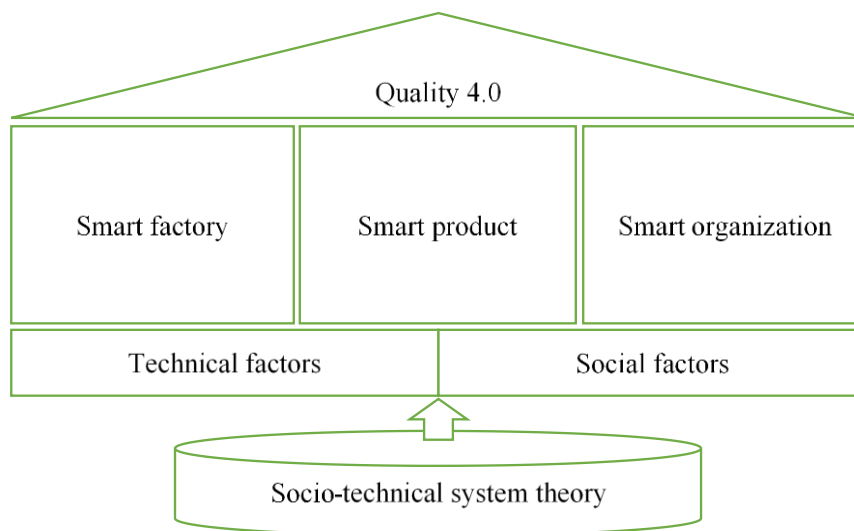 Quality 4.0
Smart factory
Smart product
Smart organization
Technical factors
Social factors
Socio-technical system theory